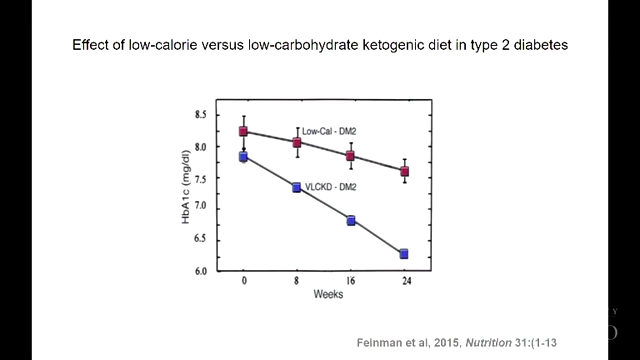 Effect of low-calorie versus low-carbohydrate ketogenic diet in type 2 diabetes
8.5
8.0
7.5
7.0
6.5
6.0
HbA1c (mg/dl)
Low-Cal - DM2
VLCKD - DM2
0 8 16 24
Weeks
Feinman et al, 2015, Nutrition 31:(1-13